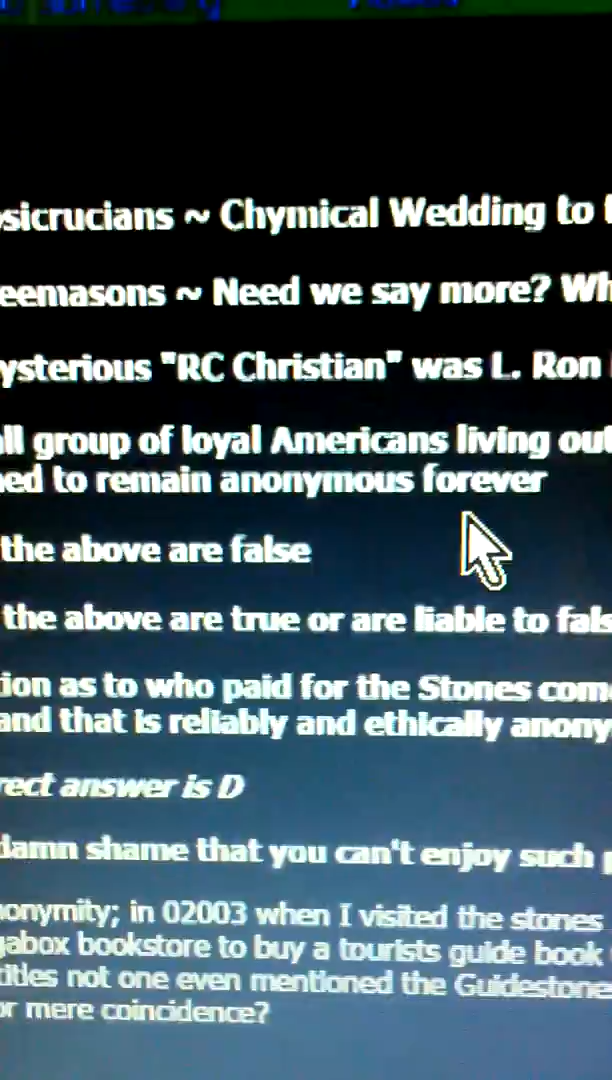 sicrucians ~ Chymical Wedding to
eemasons ~ Need we say more? Wh
ysterious "RC Christian" was L. Ron
ll group of loyal Americans living out
ed to remain anonymous forever
the above are false
the above are true or are liable to fals
tion as to who paid for the Stones com
and that is reliably and ethically anony
rect answer is D
damn shame that you can't enjoy such
onymity; in 02003 when I visited the stones
gabox bookstore to buy a tourists guide book
titles not one even mentioned the Guidestone
or mere coincidence?